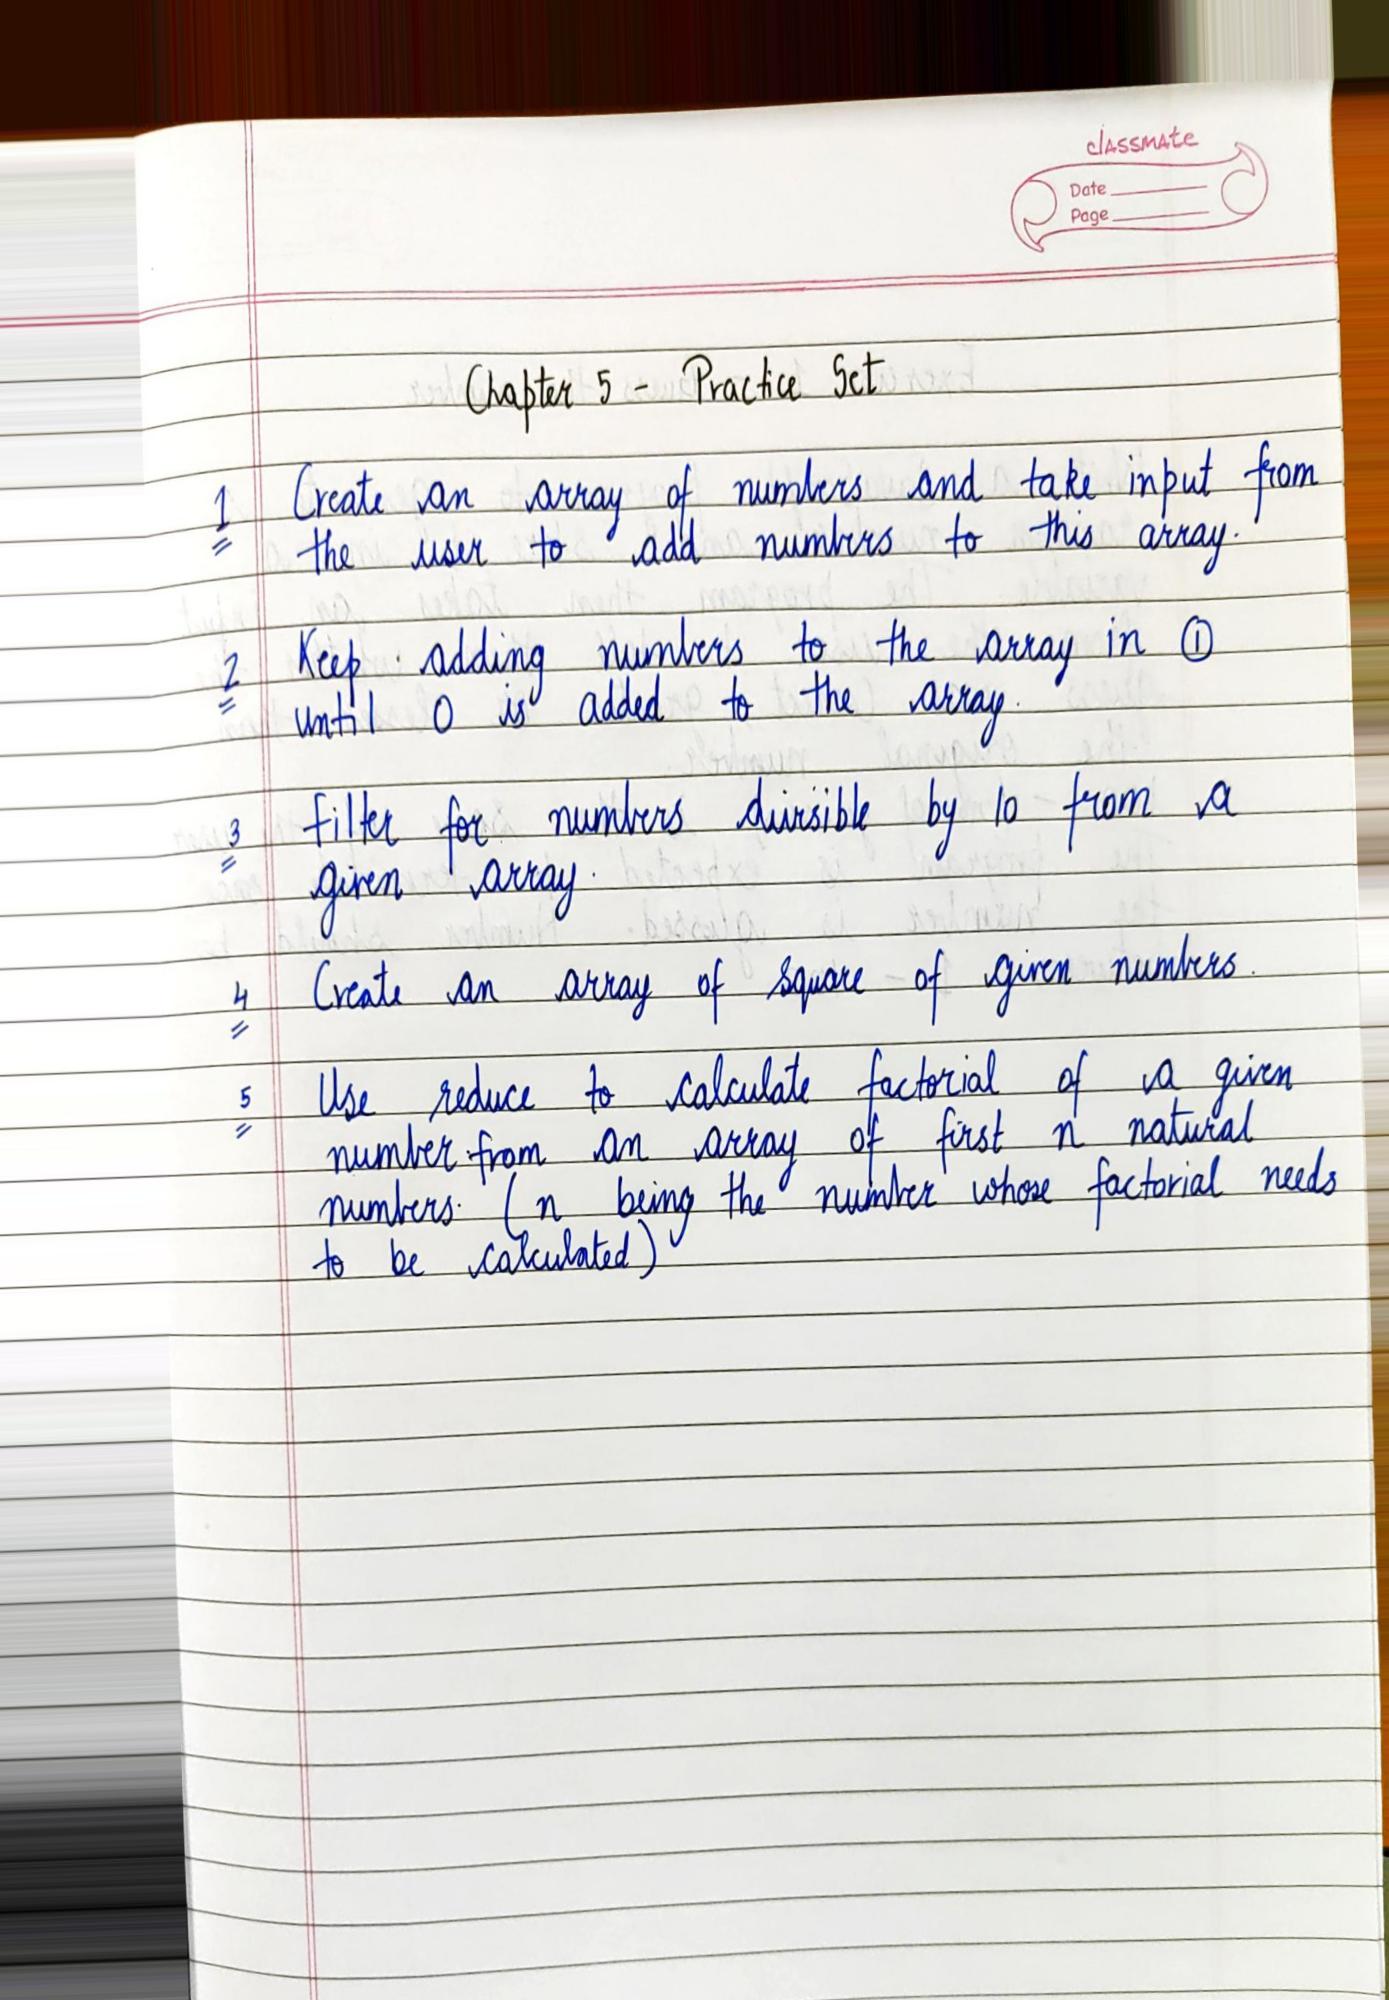 classmate
Date
Page
Chapter 5 - Practice Set
1 Create an array of numbers and take input from
the user to add numbers to this array.
2 Keep adding numbers to the array in ①
until 0 is added to the array.
3 filter for numbers divisible by 10 from a
given array.
4 Create an array of square of given numbers.
5 Use reduce to calculate factorial of a given
number from an array of first n natural
numbers. (n being the number whose factorial needs
to be calculated)